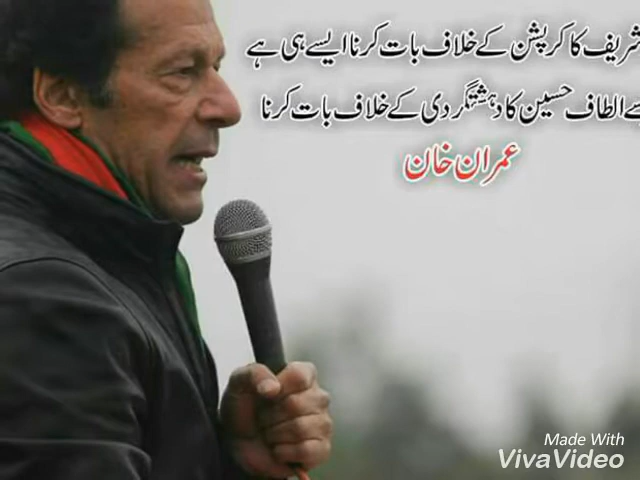 شریف کا کرپشن کے خلاف بات کرنا ایسے ہی ہے
الطاف حسین کا دہشتگردی کے خلاف بات کرنا
عمران خان
Made With
VivaVideo